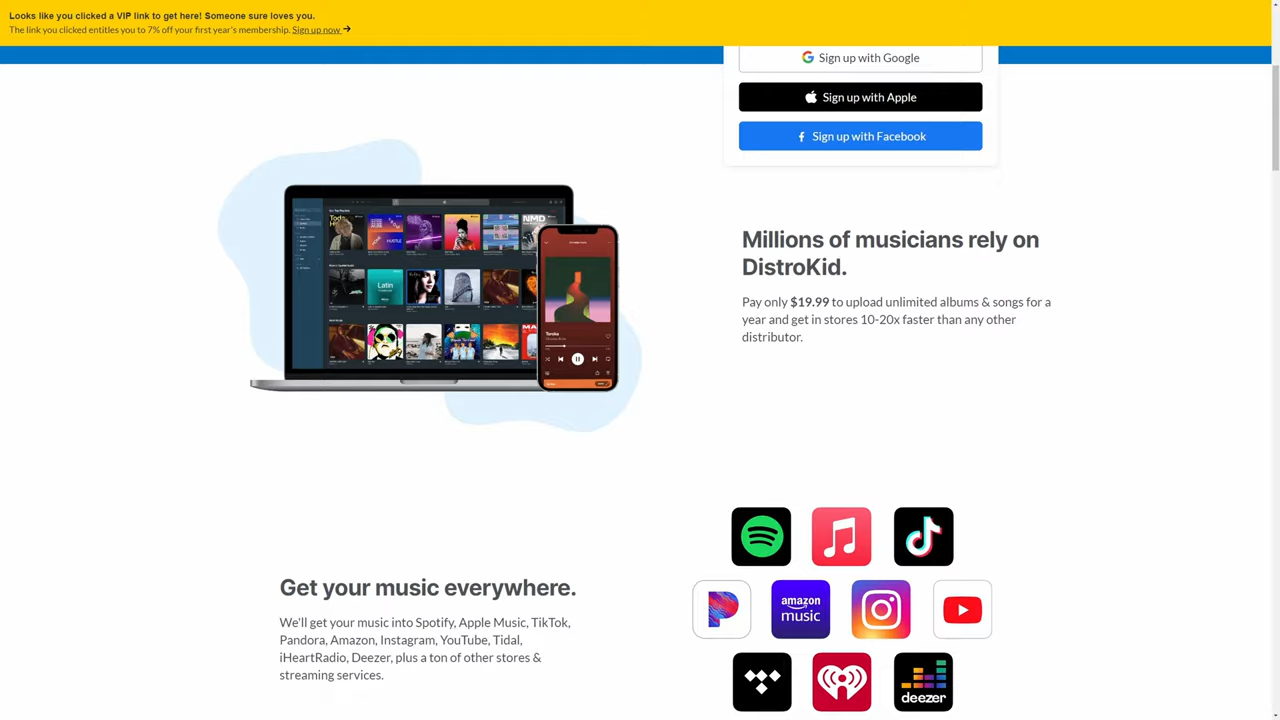 Looks like you clicked a VIP link to get here! Someone sure loves you.
The link you clicked entitles you to 7% off your first year's membership. Sign up now →
Sign up with Google
Sign up with Apple
Sign up with Facebook
Millions of musicians rely on
DistroKid.
Pay only $19.99 to upload unlimited albums & songs for a
year and get in stores 10-20x faster than any other
distributor.
Latin
NMD
HUSTLE
Get your music everywhere.
We'll get your music into Spotify, Apple Music, TikTok,
Pandora, Amazon, Instagram, YouTube, Tidal,
iHeartRadio, Deezer, plus a ton of other stores &
streaming services.
amazon
music
deezer